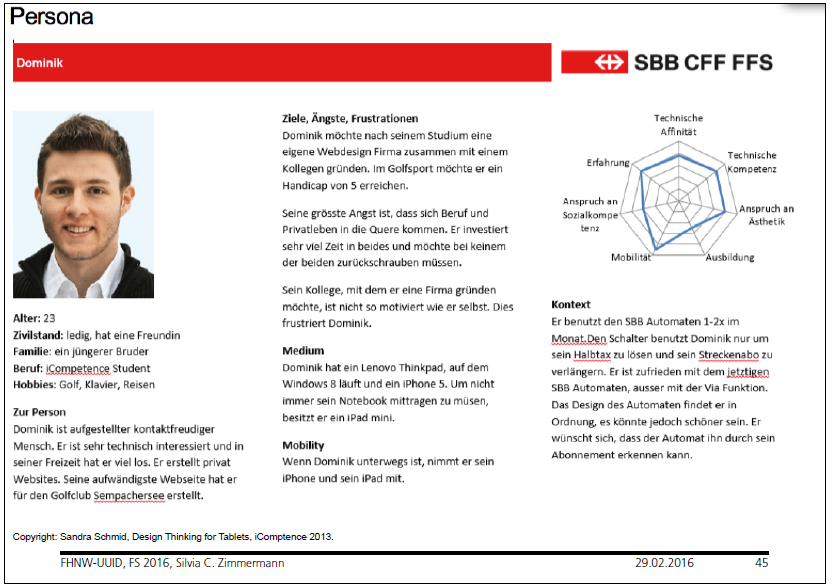 Persona
Dominik
SBB CFF FFS
Alter: 23
Zivilstand: ledig, hat eine Freundin
Familie: ein jüngerer Bruder
Beruf: iCompetence Student
Hobbies: Golf, Klavier, Reisen
Zur Person
Dominik ist aufgestellter kontaktfreudiger
Mensch. Er ist sehr technisch interessiert und in
seiner Freizeit hat er viel los. Er erstellt privat
Websites. Seine aufwändigste Webseite hat er
für den Golfclub Sempachersee erstellt.
Ziele, Ängste, Frustrationen
Dominik möchte nach seinem Studium eine
eigene Webdesign Firma zusammen mit einem
Kollegen gründen. Im Golfsport möchte er ein
Handicap von 5 erreichen.
Seine grösste Angst ist, dass sich Beruf und
Privatleben in die Quere kommen. Er investiert
sehr viel Zeit in beides und möchte bei keinem
der beiden zurückschrauben müssen.
Sein Kollege, mit dem er eine Firma gründen
möchte, ist nicht so motiviert wie er selbst. Dies
frustriert Dominik.
Medium
Dominik hat ein Lenovo Thinkpad, auf dem
Windows 8 läuft und ein iPhone 5. Um nicht
immer sein Notebook mittragen zu müsen,
besitzt er ein iPad mini.
Mobility
Wenn Dominik unterwegs ist, nimmt er sein
iPhone und sein iPad mit.
Technische
Affinität
Technische
Kompetenz
Anspruch an
Ästhetik
Ausbildung
Mobilität
Anspruch an
Sozialkompe
tenz
Erfahrung
Kontext
Er benutzt den SBB Automaten 1-2x im
Monat.Den Schalter benutzt Dominik nur um
sein Halbtax zu lösen und sein Streckenabo zu
verlängern. Er ist zufrieden mit dem jetztigen
SBB Automaten, ausser mit der Via Funktion.
Das Design des Automaten findet er in
Ordnung, es könnte jedoch schöner sein. Er
wünscht sich, dass der Automat ihn durch sein
Abonnement erkennen kann.
Copyright: Sandra Schmid, Design Thinking for Tablets, iComptence 2013.
FHNW-UUID, FS 2016, Silvia C. Zimmermann 29.02.2016 45